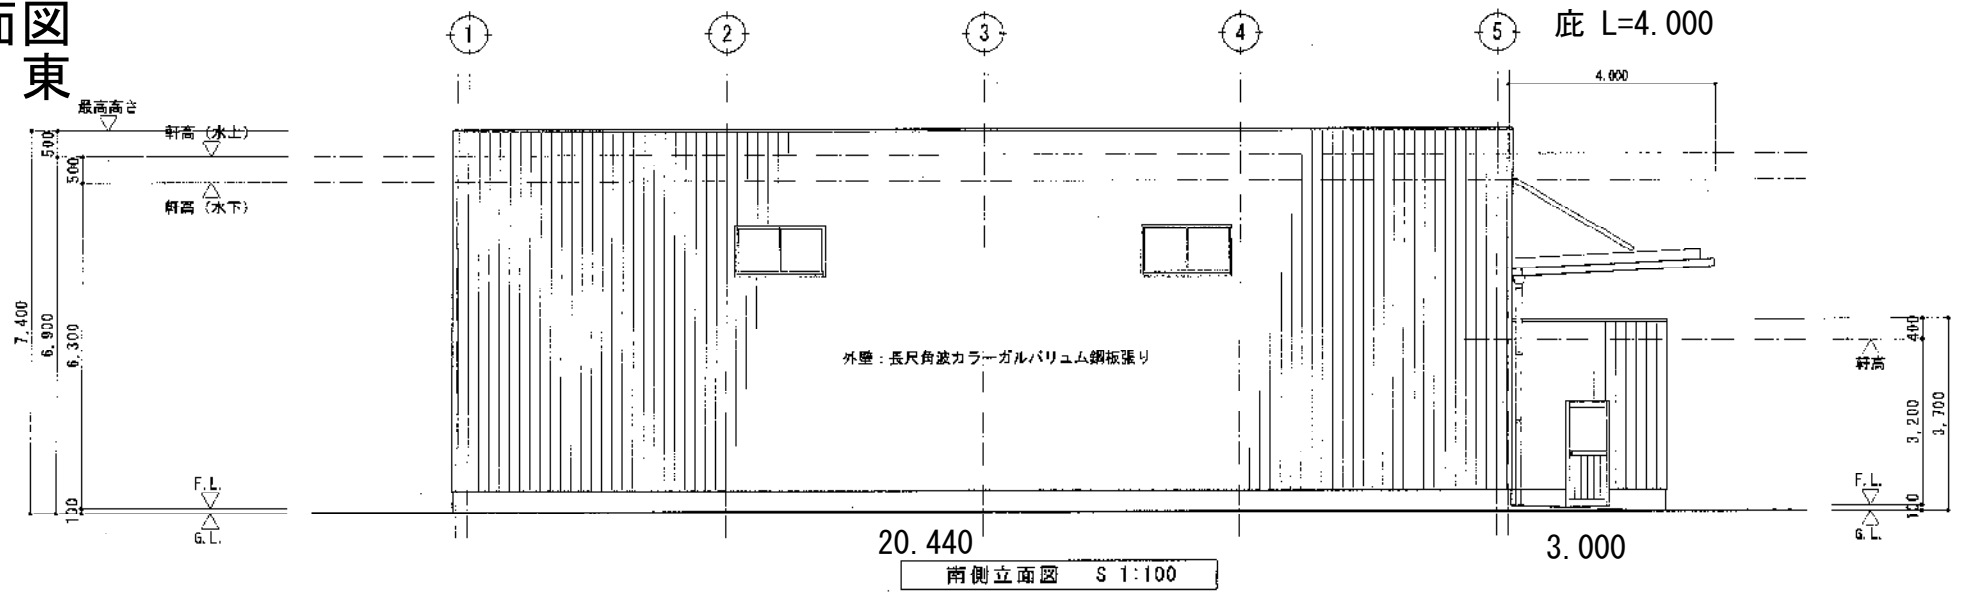 面図
東
1
2
3
4
5
庇 L=4.000
4.000
最高高さ
軒高(水上)
500
500
軒高(水下)
7.400
6.900
6.300
外壁:長尺角波カラーガルバリュム鋼板張り
400
軒高
3,200
3,700
F.L.
100
G.L.
F.L.
100
G.L.
20.440
3.000
南側立面図 S 1:100